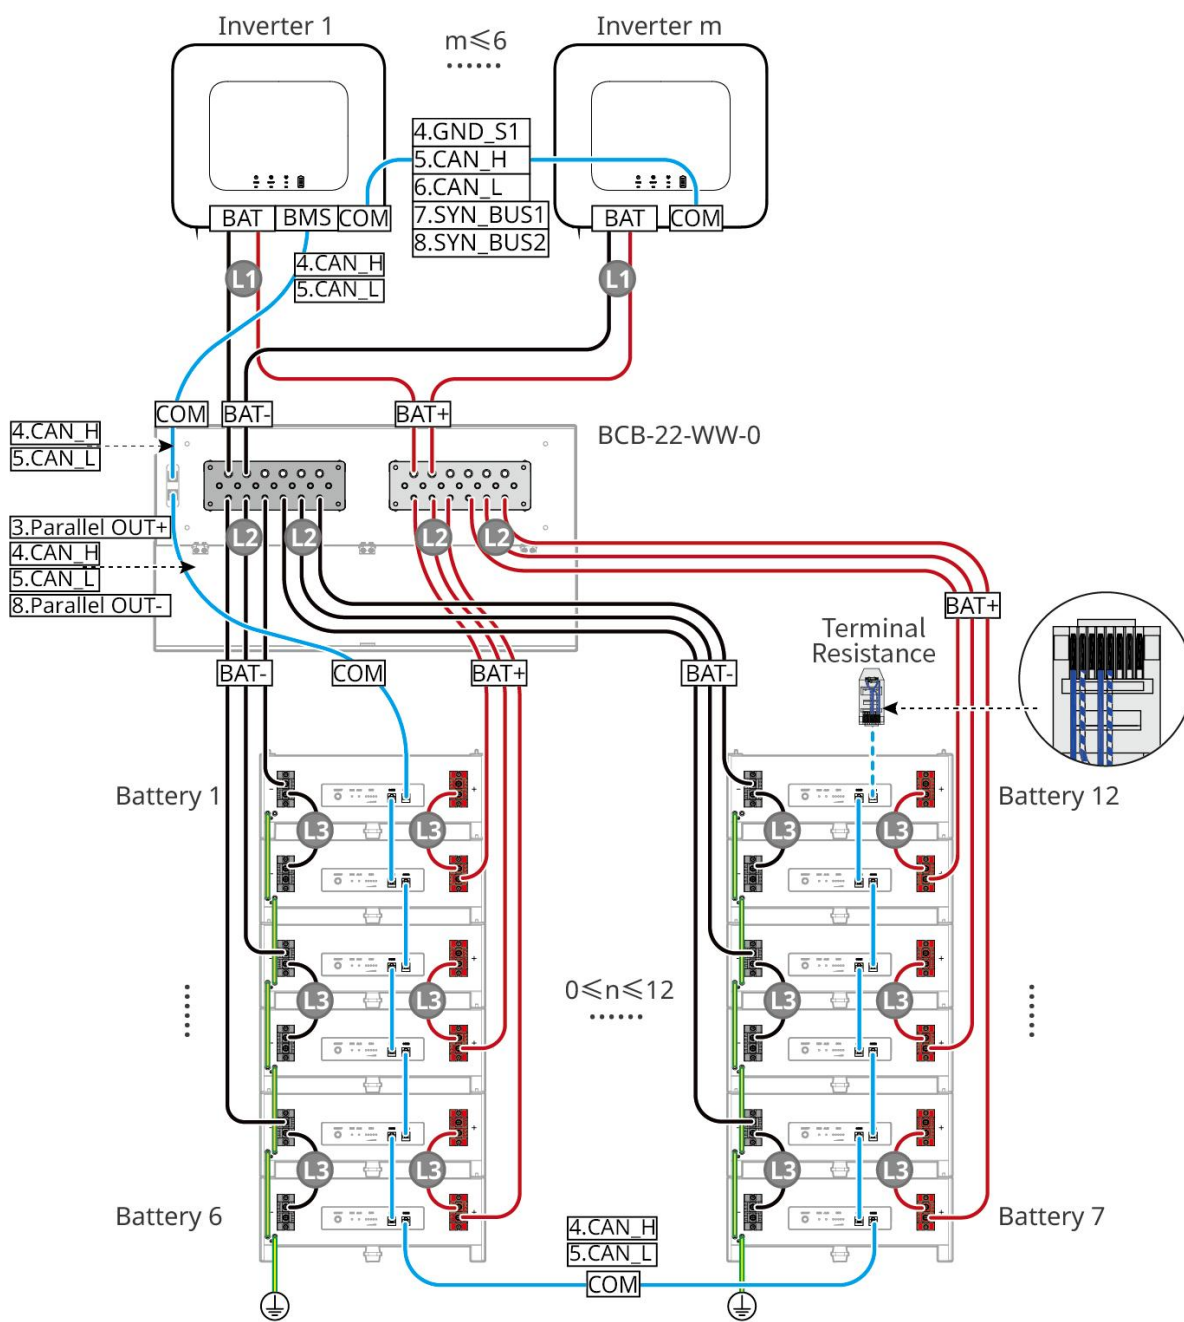 Inverter 1
m≤6
Inverter m
4.GND_S1
5.CAN_H
6.CAN_L
7.SYN_BUS1
8.SYN_BUS2
BAT
BMS
COM
BAT
COM
L1
4.CAN_H
5.CAN_L
L1
COM
BAT-
BAT+
BCB-22-WW-0
4.CAN_H
5.CAN_L
3.Parallel OUT+
4.CAN_H
5.CAN_L
8.Parallel OUT-
L2
L2
L2
L2
BAT+
Terminal
Resistance
BAT-
COM
BAT+
BAT-
Battery 1
Battery 12
L3
L3
L3
L3
0≤n≤12
L3
L3
L3
L3
L3
L3
L3
L3
Battery 6
Battery 7
4.CAN_H
5.CAN_L
COM